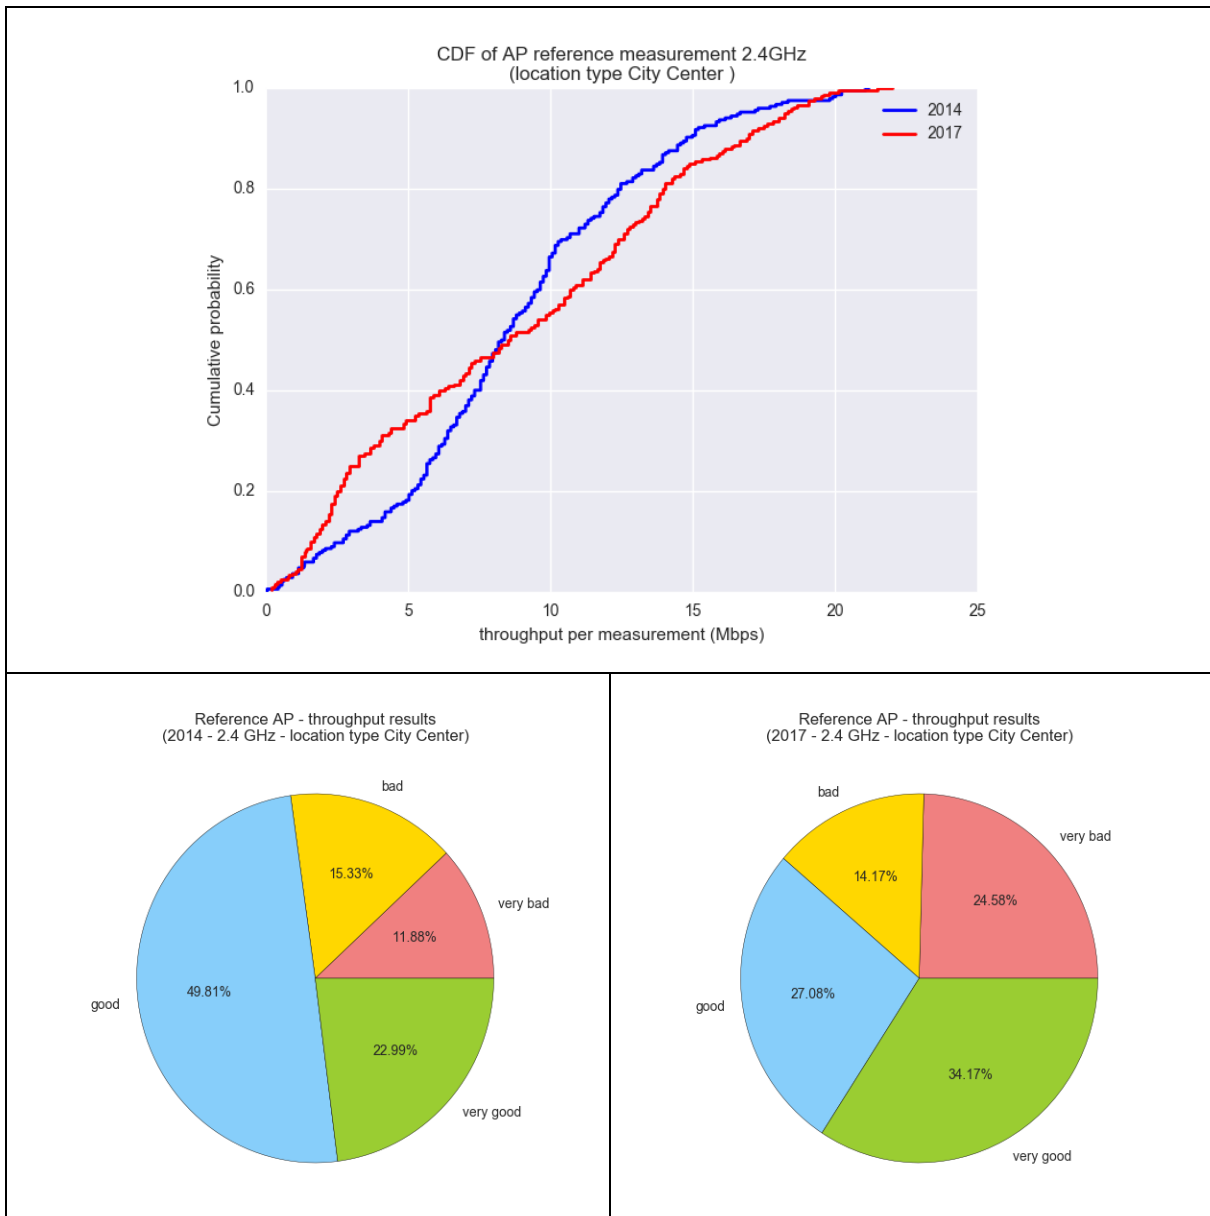 CDF of AP reference measurement 2.4GHz
(location type City Center )
1.0
0.8
0.6
0.4
0.2
0.0
Cumulative probability
2014
2017
0 5 10 15 20 25
throughput per measurement (Mbps)
Reference AP - throughput results
(2014 - 2.4 GHz - location type City Center)
bad
15.33%
very bad
11.88%
good
49.81%
22.99%
very good
Reference AP - throughput results
(2017 - 2.4 GHz - location type City Center)
bad
very bad
14.17%
24.58%
good
27.08%
34.17%
very good